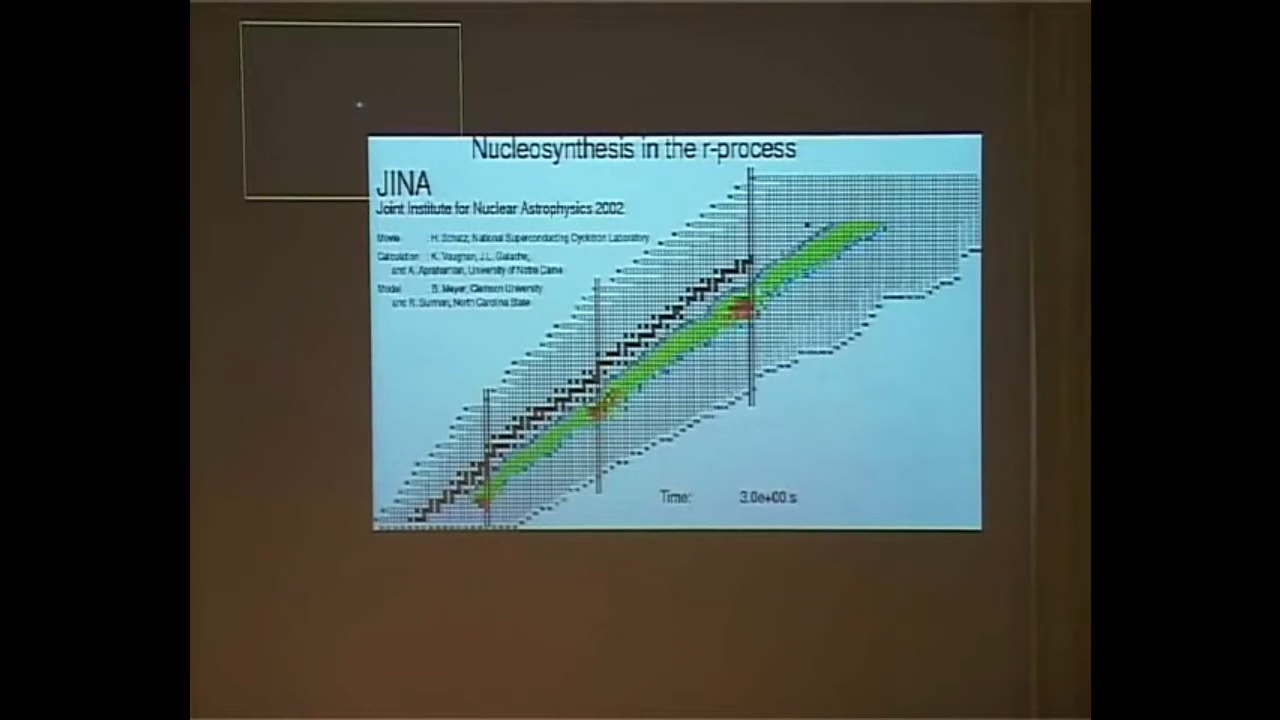 Nucleosynthesis in the r-process
JINA
Joint Institute for Nuclear Astrophysics 2002
Movie : H. Schatz, National Superconducting Cyclotron Laboratory
Calculation : K. Vaughan, J.L. Galache,
and A. Aprahamian, University of Notre Dame
Model : B. Meyer, Clemson University
and R. Surman, North Carolina State
Time: 3.0e+00 s